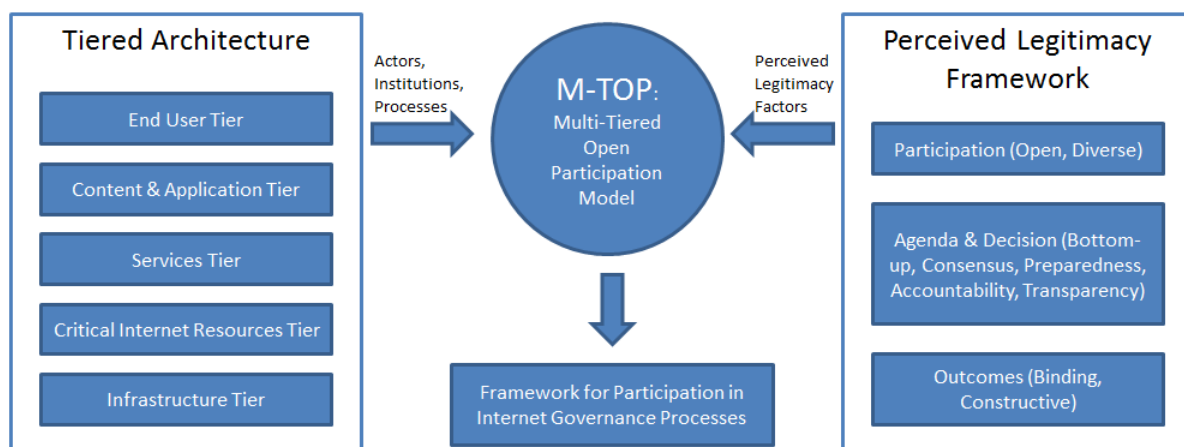 Tiered Architecture
End User Tier
Content & Application Tier
Services Tier
Critical Internet Resources Tier
Infrastructure Tier
Actors,
Institutions,
Processes
M-TOP:
Multi-Tiered
Open
Participation
Model
Framework for Participation in
Internet Governance Processes
Perceived
Legitimacy
Factors
Perceived Legitimacy
Framework
Participation (Open, Diverse)
Agenda & Decision (Bottom-
up, Consensus, Preparedness,
Accountability, Transparency)
Outcomes (Binding,
Constructive)